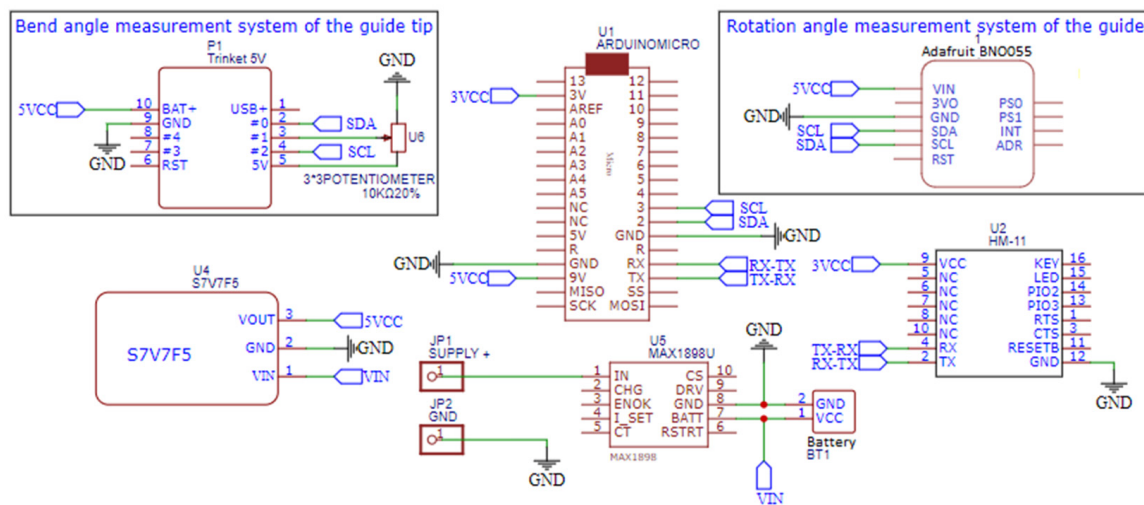 Bend angle measurement system of the guide tip
P1
Trinket 5V
5VCC
10 BAT+
9 GND
8 #4
7 #3
6 RST
USB+ 1
#0 2
#1 3
#2 4
5V 5
SDA
SCL
GND
GND
U6
3*3POTENTIOMETER
10KΩ20%
U1
ARDUINOMICRO
3VCC
13 12
3V 11
AREF 10
A0 9
A1 8
A2 7
A3 6
A4 5
A5 4
NC 3
NC 2
5V GND
R R
GND RX
9V TX
MISO SS
SCK MOSI
Micro
SCL
SDA
GND
GND
5VCC
RX-TX
TX-RX
Rotation angle measurement system of the guide
1
Adafruit BNO055
5VCC
GND
SCL
SDA
VIN
3VO PS0
GND PS1
SDA INT
SCL ADR
RST
U2
HM-11
3VCC
9 VCC KEY 16
5 NC LED 15
6 NC PIO2 14
7 NC PIO3 13
8 NC RTS 1
10 NC CTS 3
4 RX RESETB 11
2 TX GND 12
TX-RX
RX-TX
GND
U4
S7V7F5
S7V7F5
VOUT 3
GND 2
VIN 1
5VCC
GND
VIN
JP1
SUPPLY +
1
JP2
GND
1
GND
U5
MAX1898U
1 IN CS 10
2 CHG DRV 9
3 ENOK GND 8
4 I_SET BATT 7
5 CT RSTRT 6
MAX1898
GND
2 GND
1 VCC
Battery
BT1
VIN